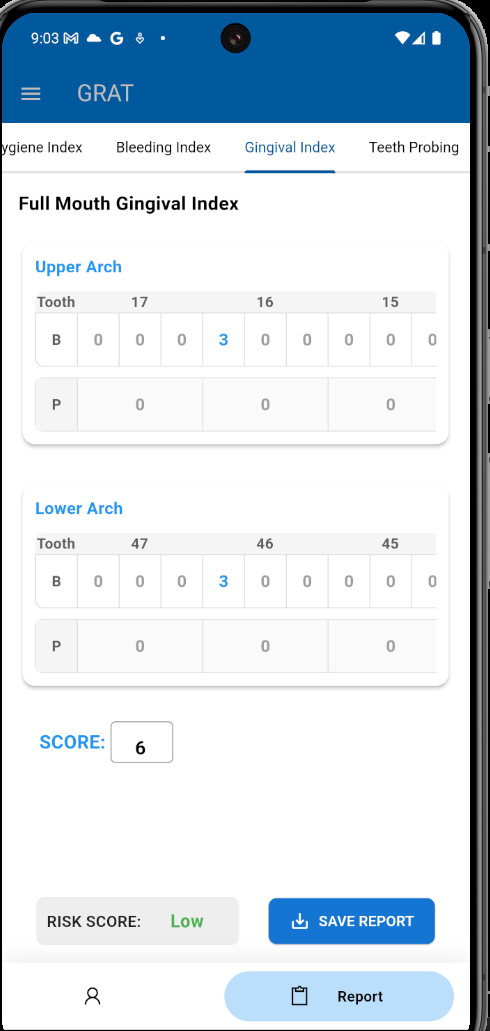 9:03
GRAT
ygiene Index Bleeding Index Gingival Index Teeth Probing
Full Mouth Gingival Index
Upper Arch
Tooth 17 16 15
B 0 0 0 3 0 0 0 0 0
P 0 0 0
Lower Arch
Tooth 47 46 45
B 0 0 0 3 0 0 0 0 0
P 0 0 0
SCORE: 6
RISK SCORE: Low SAVE REPORT
Report